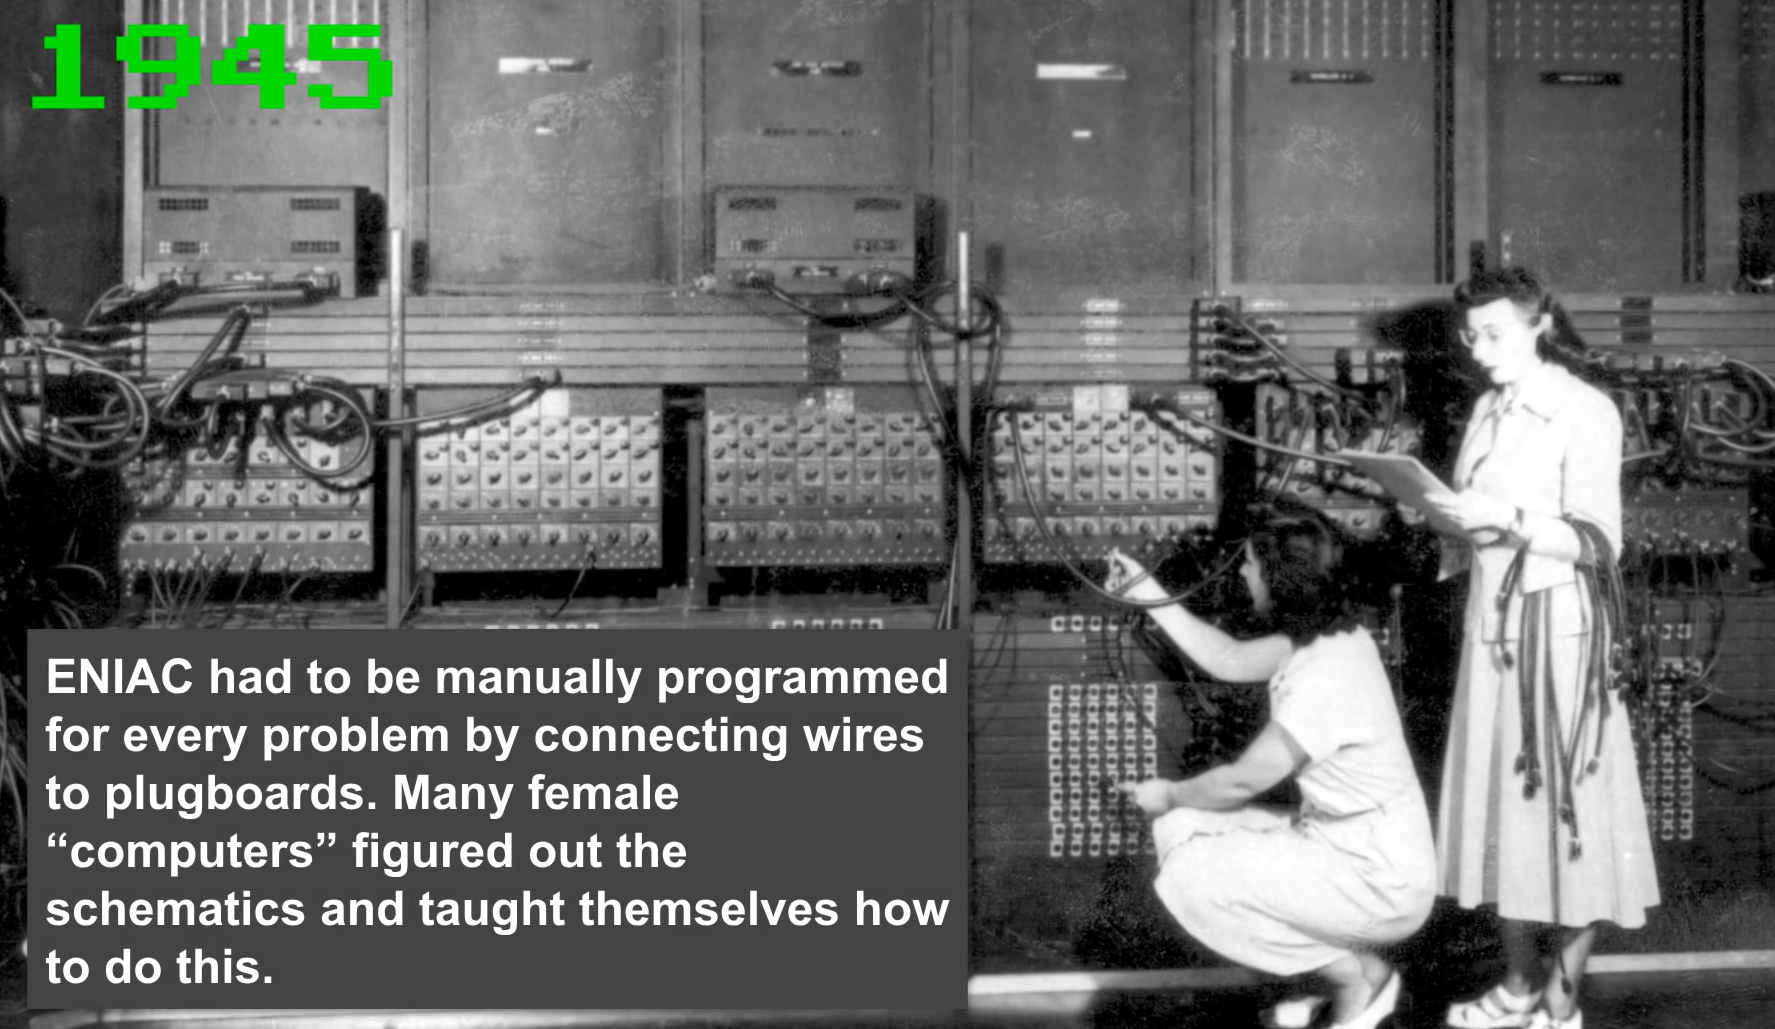 1945
ENIAC had to be manually programmed
for every problem by connecting wires
to plugboards. Many female
“computers” figured out the
schematics and taught themselves how
to do this.